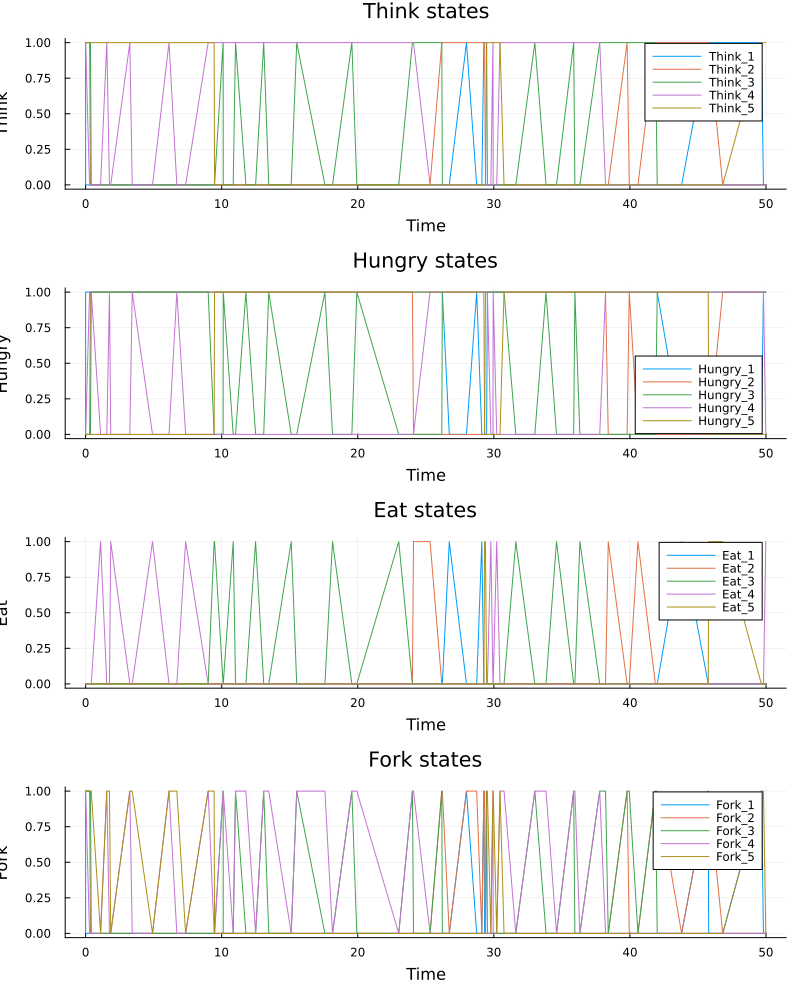 Think states
1.00
0.75
0.50
0.25
0.00
Think_1
Think_2
Think_3
Think_4
Think_5
0 10 20 30 40 50
Time
Hungry states
1.00
0.75
0.50
0.25
0.00
Hungry
Hungry_1
Hungry_2
Hungry_3
Hungry_4
Hungry_5
0 10 20 30 40 50
Time
Eat states
1.00
0.75
0.50
0.25
0.00
Eat
Eat_1
Eat_2
Eat_3
Eat_4
Eat_5
0 10 20 30 40 50
Time
Fork states
1.00
0.75
0.50
0.25
0.00
Fork
Fork_1
Fork_2
Fork_3
Fork_4
Fork_5
0 10 20 30 40 50
Time